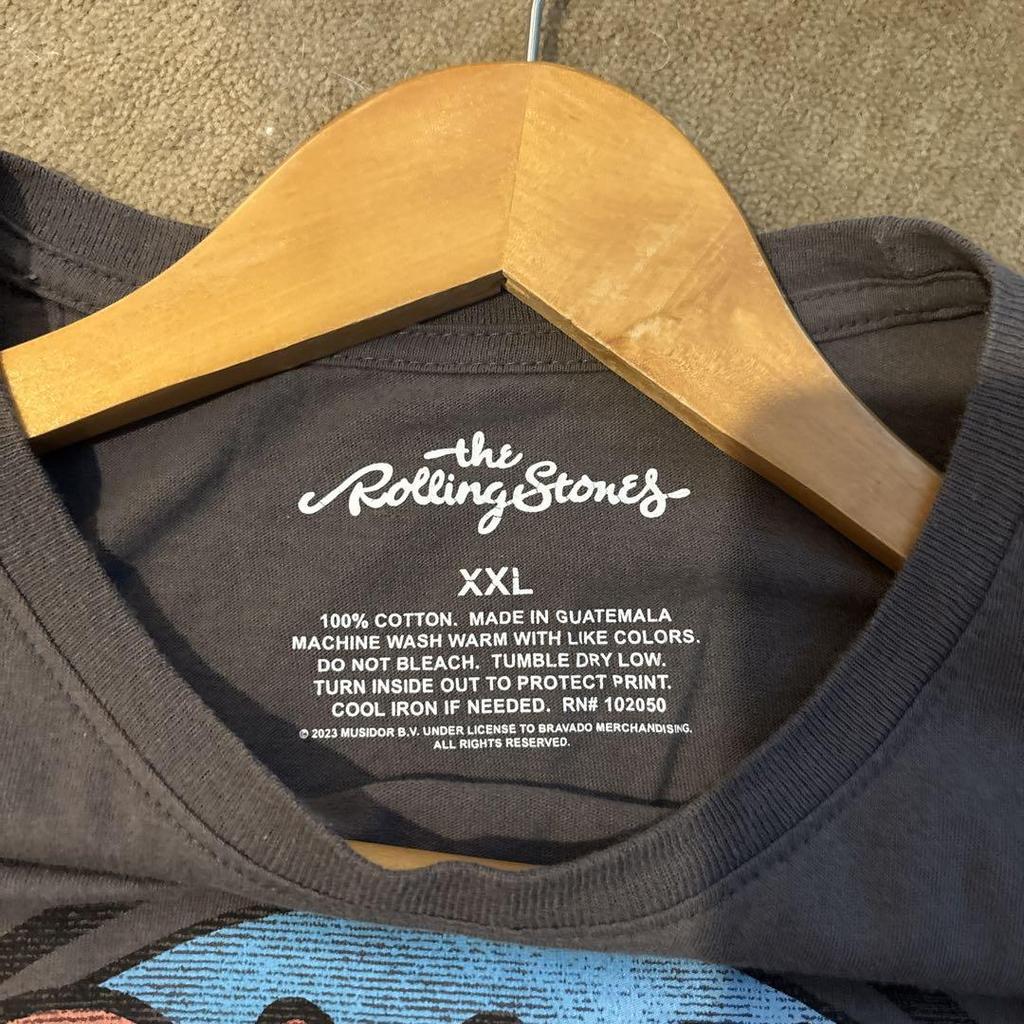 the
Rolling Stones
XXL
100% COTTON. MADE IN GUATEMALA
MACHINE WASH WARM WITH LIKE COLORS.
DO NOT BLEACH. TUMBLE DRY LOW.
TURN INSIDE OUT TO PROTECT PRINT.
COOL IRON IF NEEDED. RN# 102050
© 2023 MUSIDOR B.V. UNDER LICENSE TO BRAVADO MERCHANDISING.
ALL RIGHTS RESERVED.